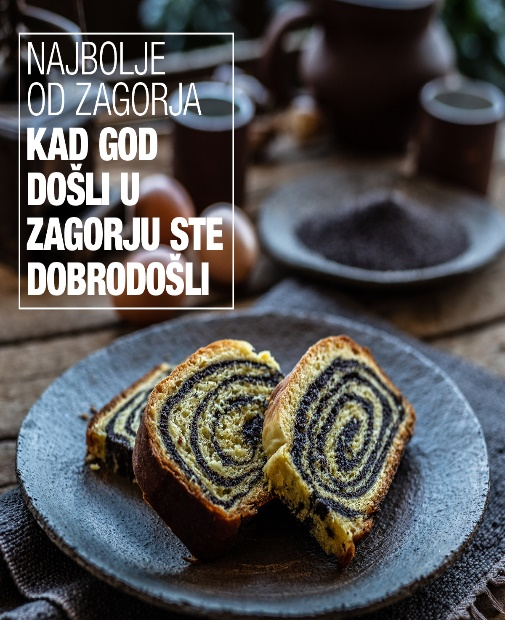 NAJBOLJE
OD ZAGORJA
KAD GOD
DOŠLI U
ZAGORJU STE
DOBRODOŠLI